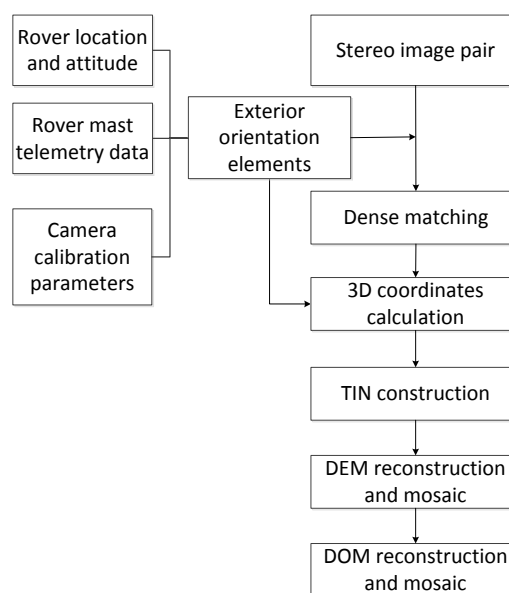 Rover location
and attitude
Rover mast
telemetry data
Camera
calibration
parameters
Exterior
orientation
elements
Stereo image pair
Dense matching
3D coordinates
calculation
TIN construction
DEM reconstruction
and mosaic
DOM reconstruction
and mosaic